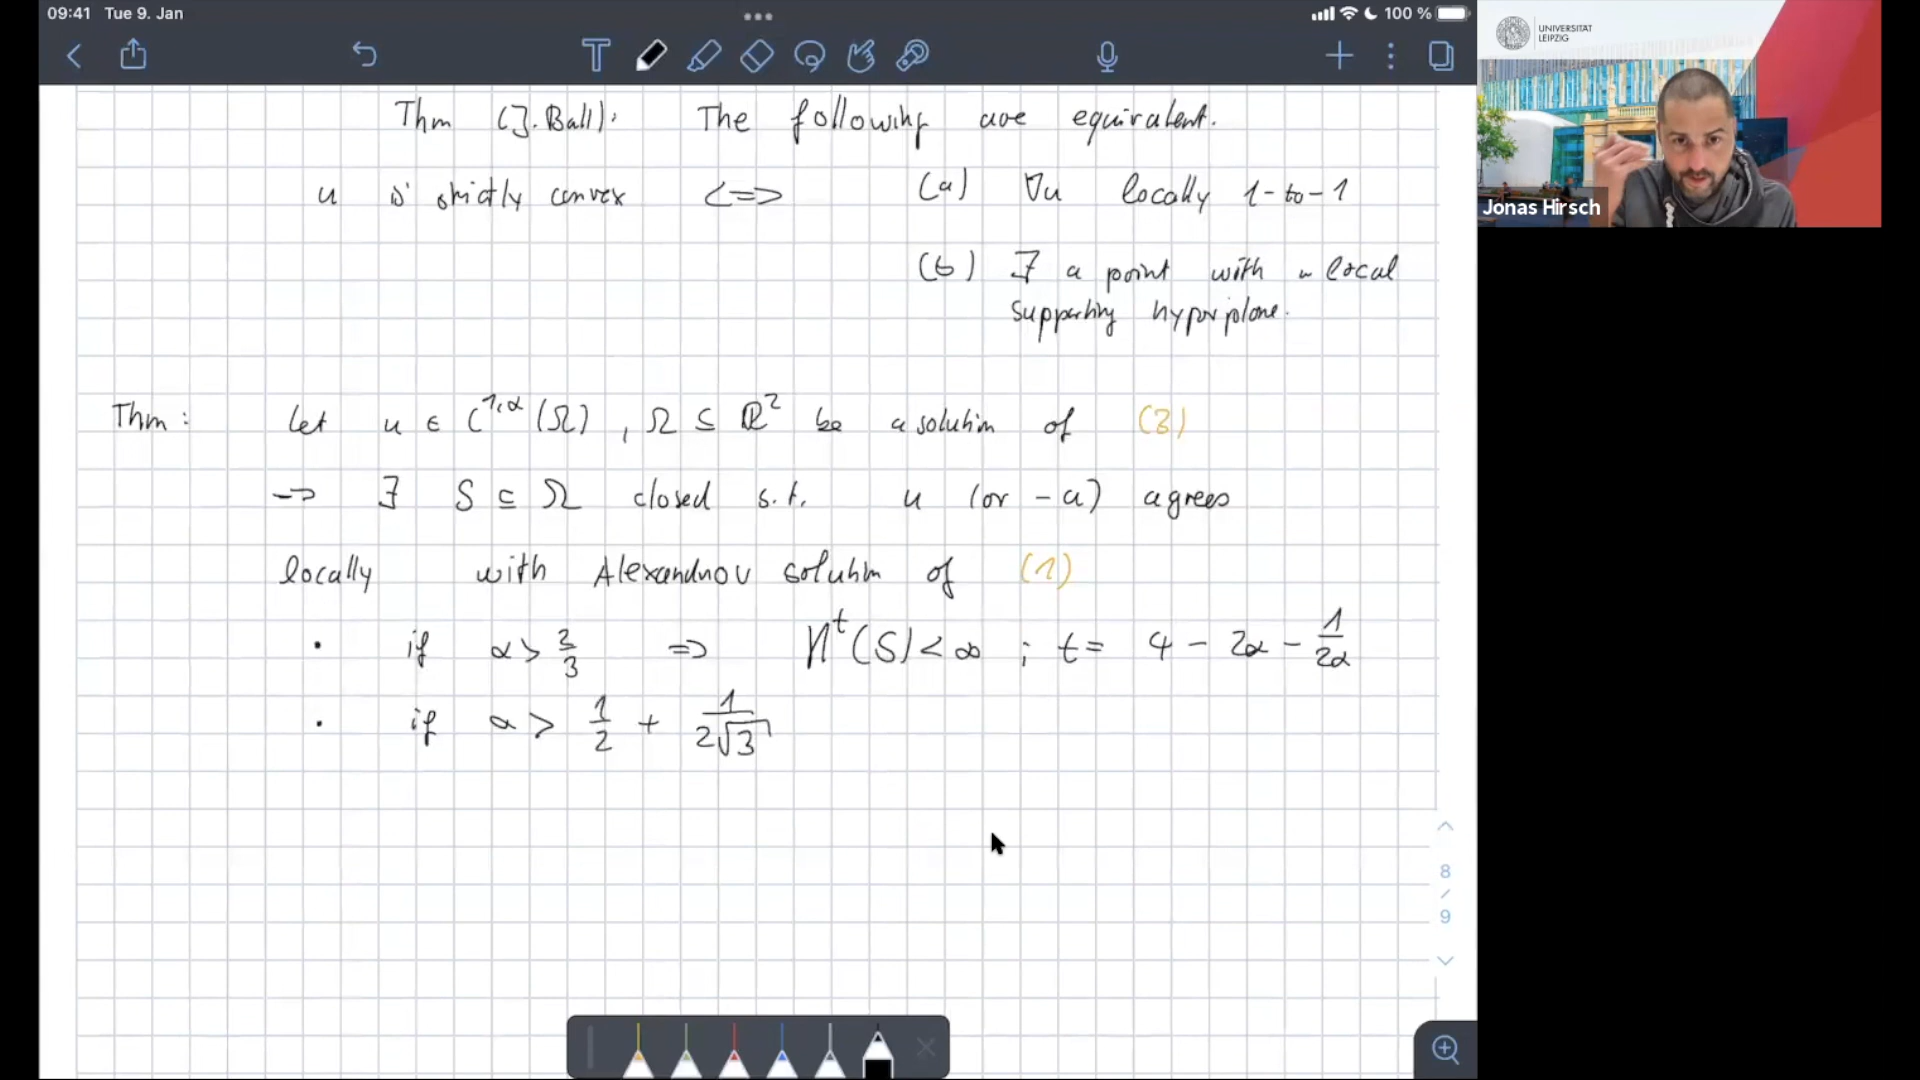 09:41 Tue 9. Jan
100 %
UNIVERSITÄT
LEIPZIG
Jonas Hirsch
Thm (J. Ball): The following are equivalent.
u is strictly convex <=> (a) ∇u locally 1-to-1
(b) ∃ a point with a local
supporting hyperplane.
Thm: Let u ∈ C^{1,α}(Ω), Ω ⊆ ℝ² be a solution of (3)
→ ∃ S ⊆ Ω closed s.t. u (or -u) agrees
locally with Alexandrov solution of (1)
• if α > 2/3 => H^t(S) < ∞ ; t = 4 - 2α - 1/2α
• if α > 1/2 + 1/(2√3)
8
/
9